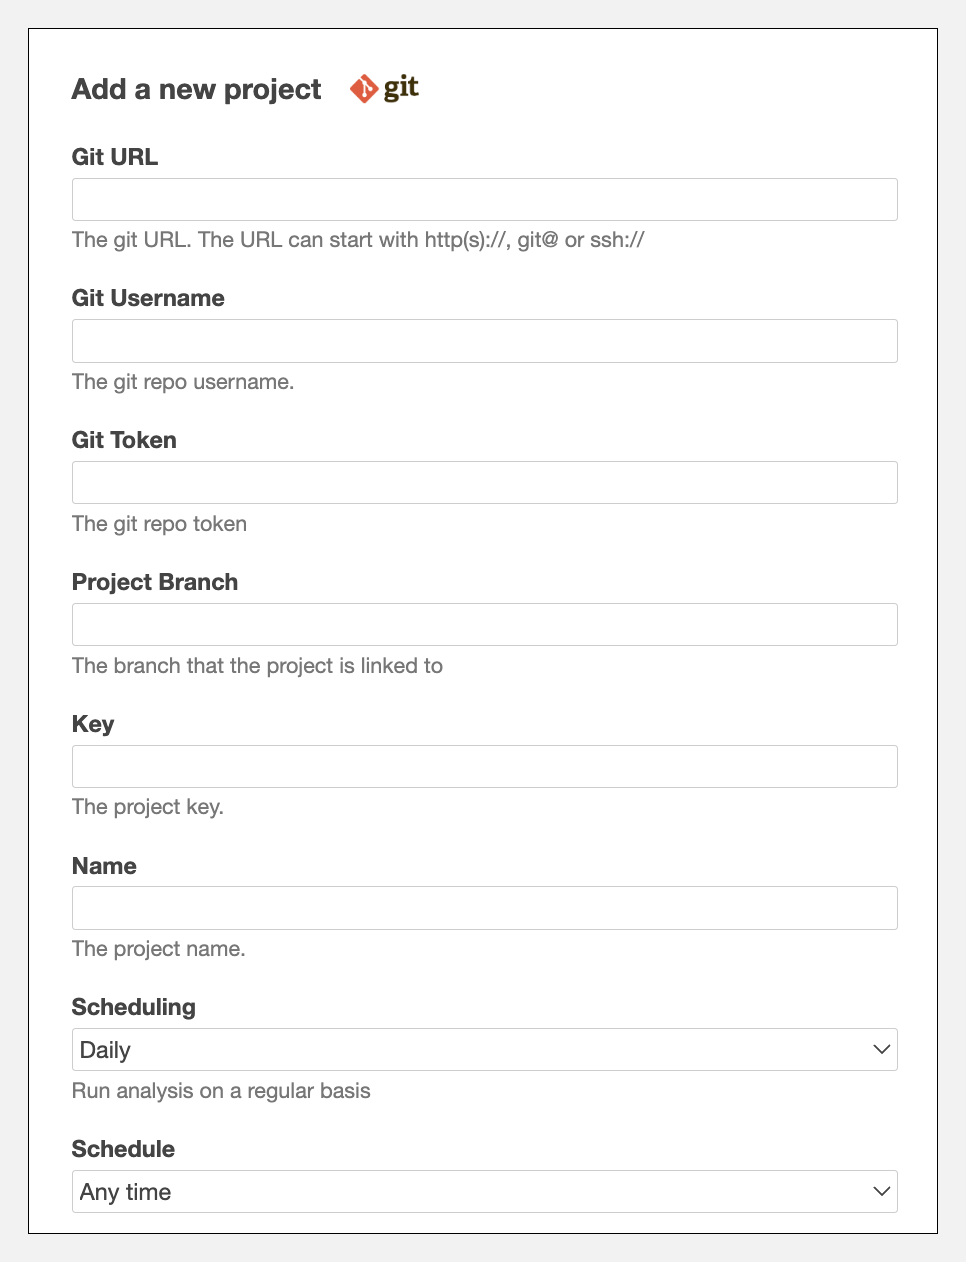 Add a new project git
Git URL
The git URL. The URL can start with http(s)://, git@ or ssh://
Git Username
The git repo username.
Git Token
The git repo token
Project Branch
The branch that the project is linked to
Key
The project key.
Name
The project name.
Scheduling
Daily
Run analysis on a regular basis
Schedule
Any time